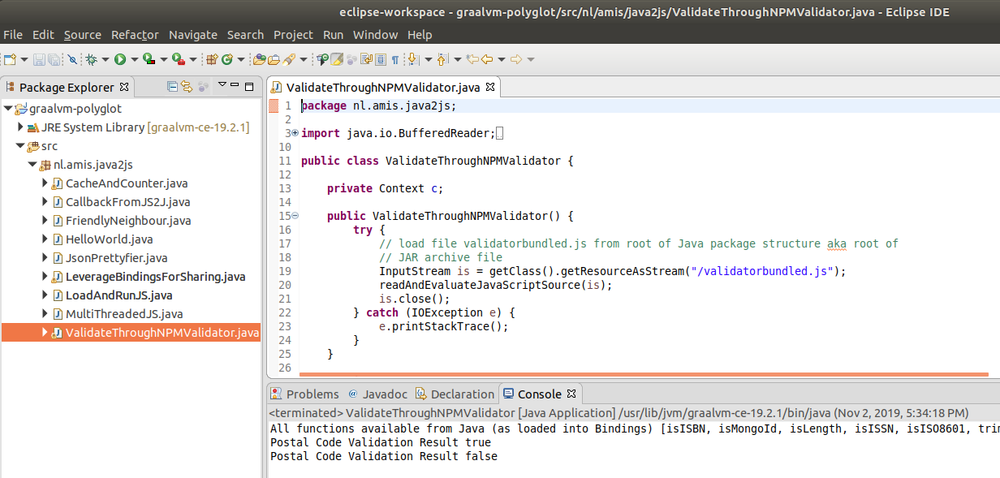 eclipse-workspace - graalvm-polyglot/src/nl/amis/java2js/ValidateThroughNPMValidator.java - Eclipse IDE
File Edit Source Refactor Navigate Search Project Run Window Help
Package Explorer
graalvm-polyglot
JRE System Library [graalvm-ce-19.2.1]
src
nl.amis.java2js
CacheAndCounter.java
CallbackFromJS2J.java
FriendlyNeighbour.java
HelloWorld.java
JsonPrettyfier.java
LeverageBindingsForSharing.java
LoadAndRunJS.java
MultiThreadedJS.java
ValidateThroughNPMValidator.java
ValidateThroughNPMValidator.java
1 package nl.amis.java2js;
2
3 import java.io.BufferedReader;
10
11 public class ValidateThroughNPMValidator {
12
13 private Context c;
14
15 public ValidateThroughNPMValidator() {
16 try {
17 // load file validatorbundled.js from root of Java package structure aka root of
18 // JAR archive file
19 InputStream is = getClass().getResourceAsStream("/validatorbundled.js");
20 readAndEvaluateJavaScriptSource(is);
21 is.close();
22 } catch (IOException e) {
23 e.printStackTrace();
24 }
25 }
26
Problems @ Javadoc Declaration Console
<terminated> ValidateThroughNPMValidator [Java Application] /usr/lib/jvm/graalvm-ce-19.2.1/bin/java (Nov 2, 2019, 5:34:18 PM)
All functions available from Java (as loaded into Bindings) [isISBN, isMongoId, isLength, isISSN, isISO8601, tri
Postal Code Validation Result true
Postal Code Validation Result false